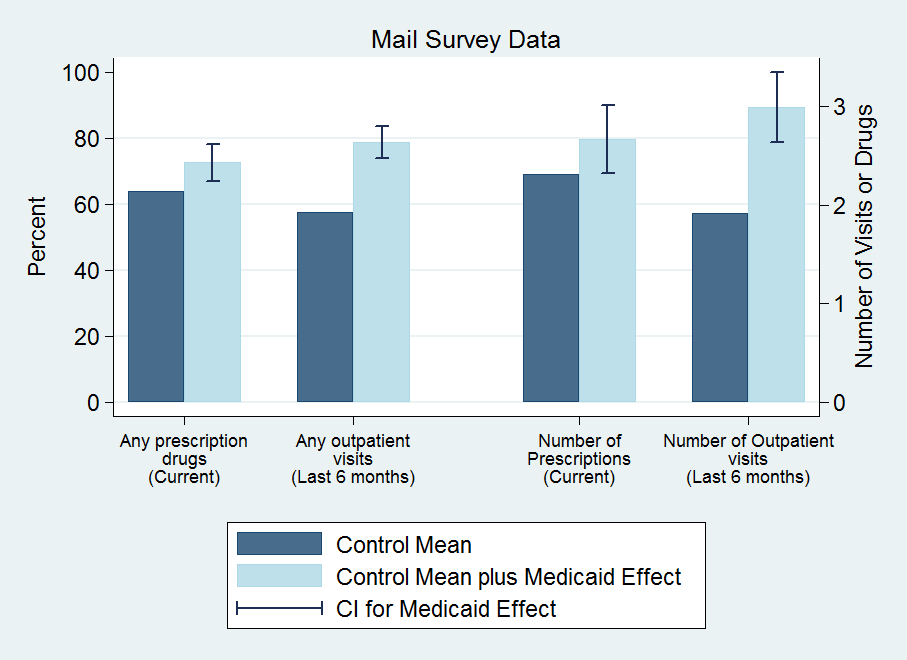 Mail Survey Data
Percent
100
80
60
40
20
0
3
2
1
0
Number of Visits or Drugs
Any prescription
drugs
(Current)
Any outpatient
visits
(Last 6 months)
Number of
Prescriptions
(Current)
Number of Outpatient
visits
(Last 6 months)
Control Mean
Control Mean plus Medicaid Effect
CI for Medicaid Effect